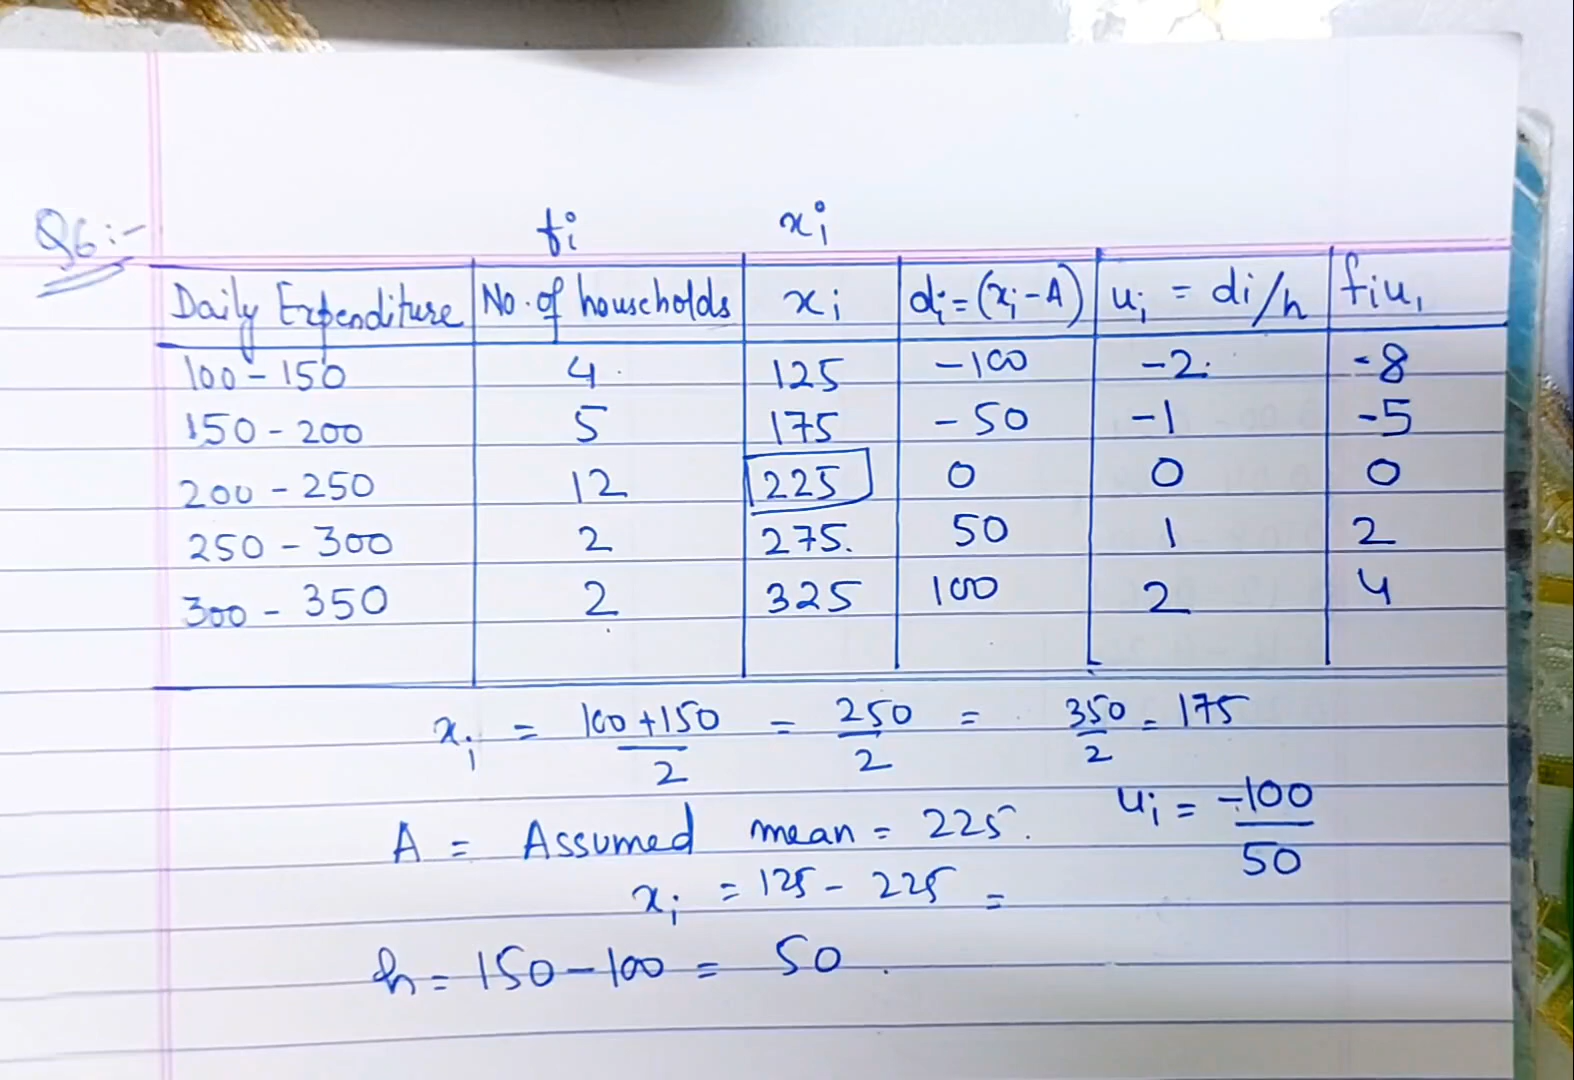 Q6:-
fi xi
Daily Expenditure No. of households xi di=(xi-A) ui = di/h fiui
100-150 4 125 -100 -2 -8
150-200 5 175 -50 -1 -5
200-250 12 225 0 0 0
250-300 2 275 50 1 2
300-350 2 325 100 2 4
xi = 100+150/2 = 250/2 = 350/2 = 175
A = Assumed mean = 225. ui = -100/50
xi = 125 - 225 =
h = 150-100 = 50.